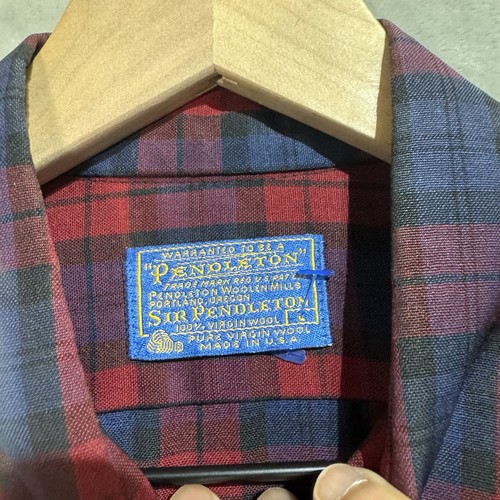 WARRANTED TO BE A
"PENDLETON"
TRADE MARK REG U.S. PAT.
PENDLETON WOOLEN MILLS
PORTLAND, OREGON
SIR PENDLETON
100% VIRGIN WOOL
PURE VIRGIN WOOL
MADE IN U.S.A.